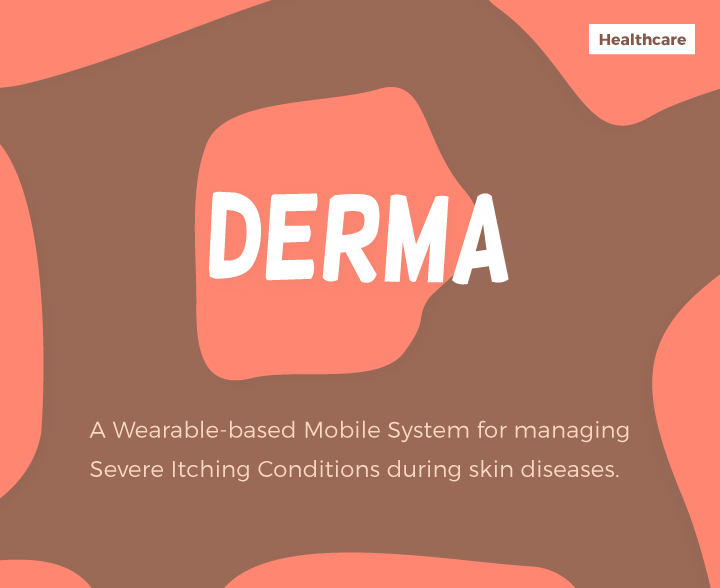 Healthcare
DERMA
A Wearable-based Mobile System for managing
Severe Itching Conditions during skin diseases.